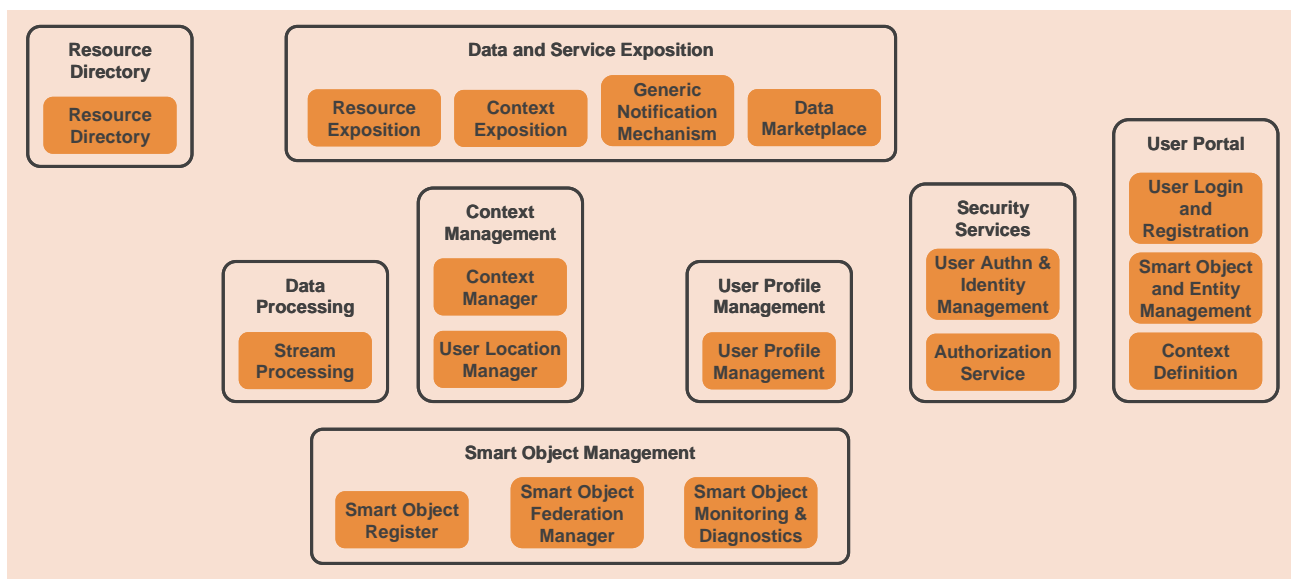 Resource
Directory
Resource
Directory
Data and Service Exposition
Resource
Exposition
Context
Exposition
Generic
Notification
Mechanism
Data
Marketplace
User Portal
User Login
and
Registration
Smart Object
and Entity
Management
Context
Definition
Context
Management
Context
Manager
User Location
Manager
Security
Services
User Authn &
Identity
Management
Authorization
Service
Data
Processing
Stream
Processing
User Profile
Management
User Profile
Management
Smart Object Management
Smart Object
Register
Smart Object
Federation
Manager
Smart Object
Monitoring &
Diagnostics